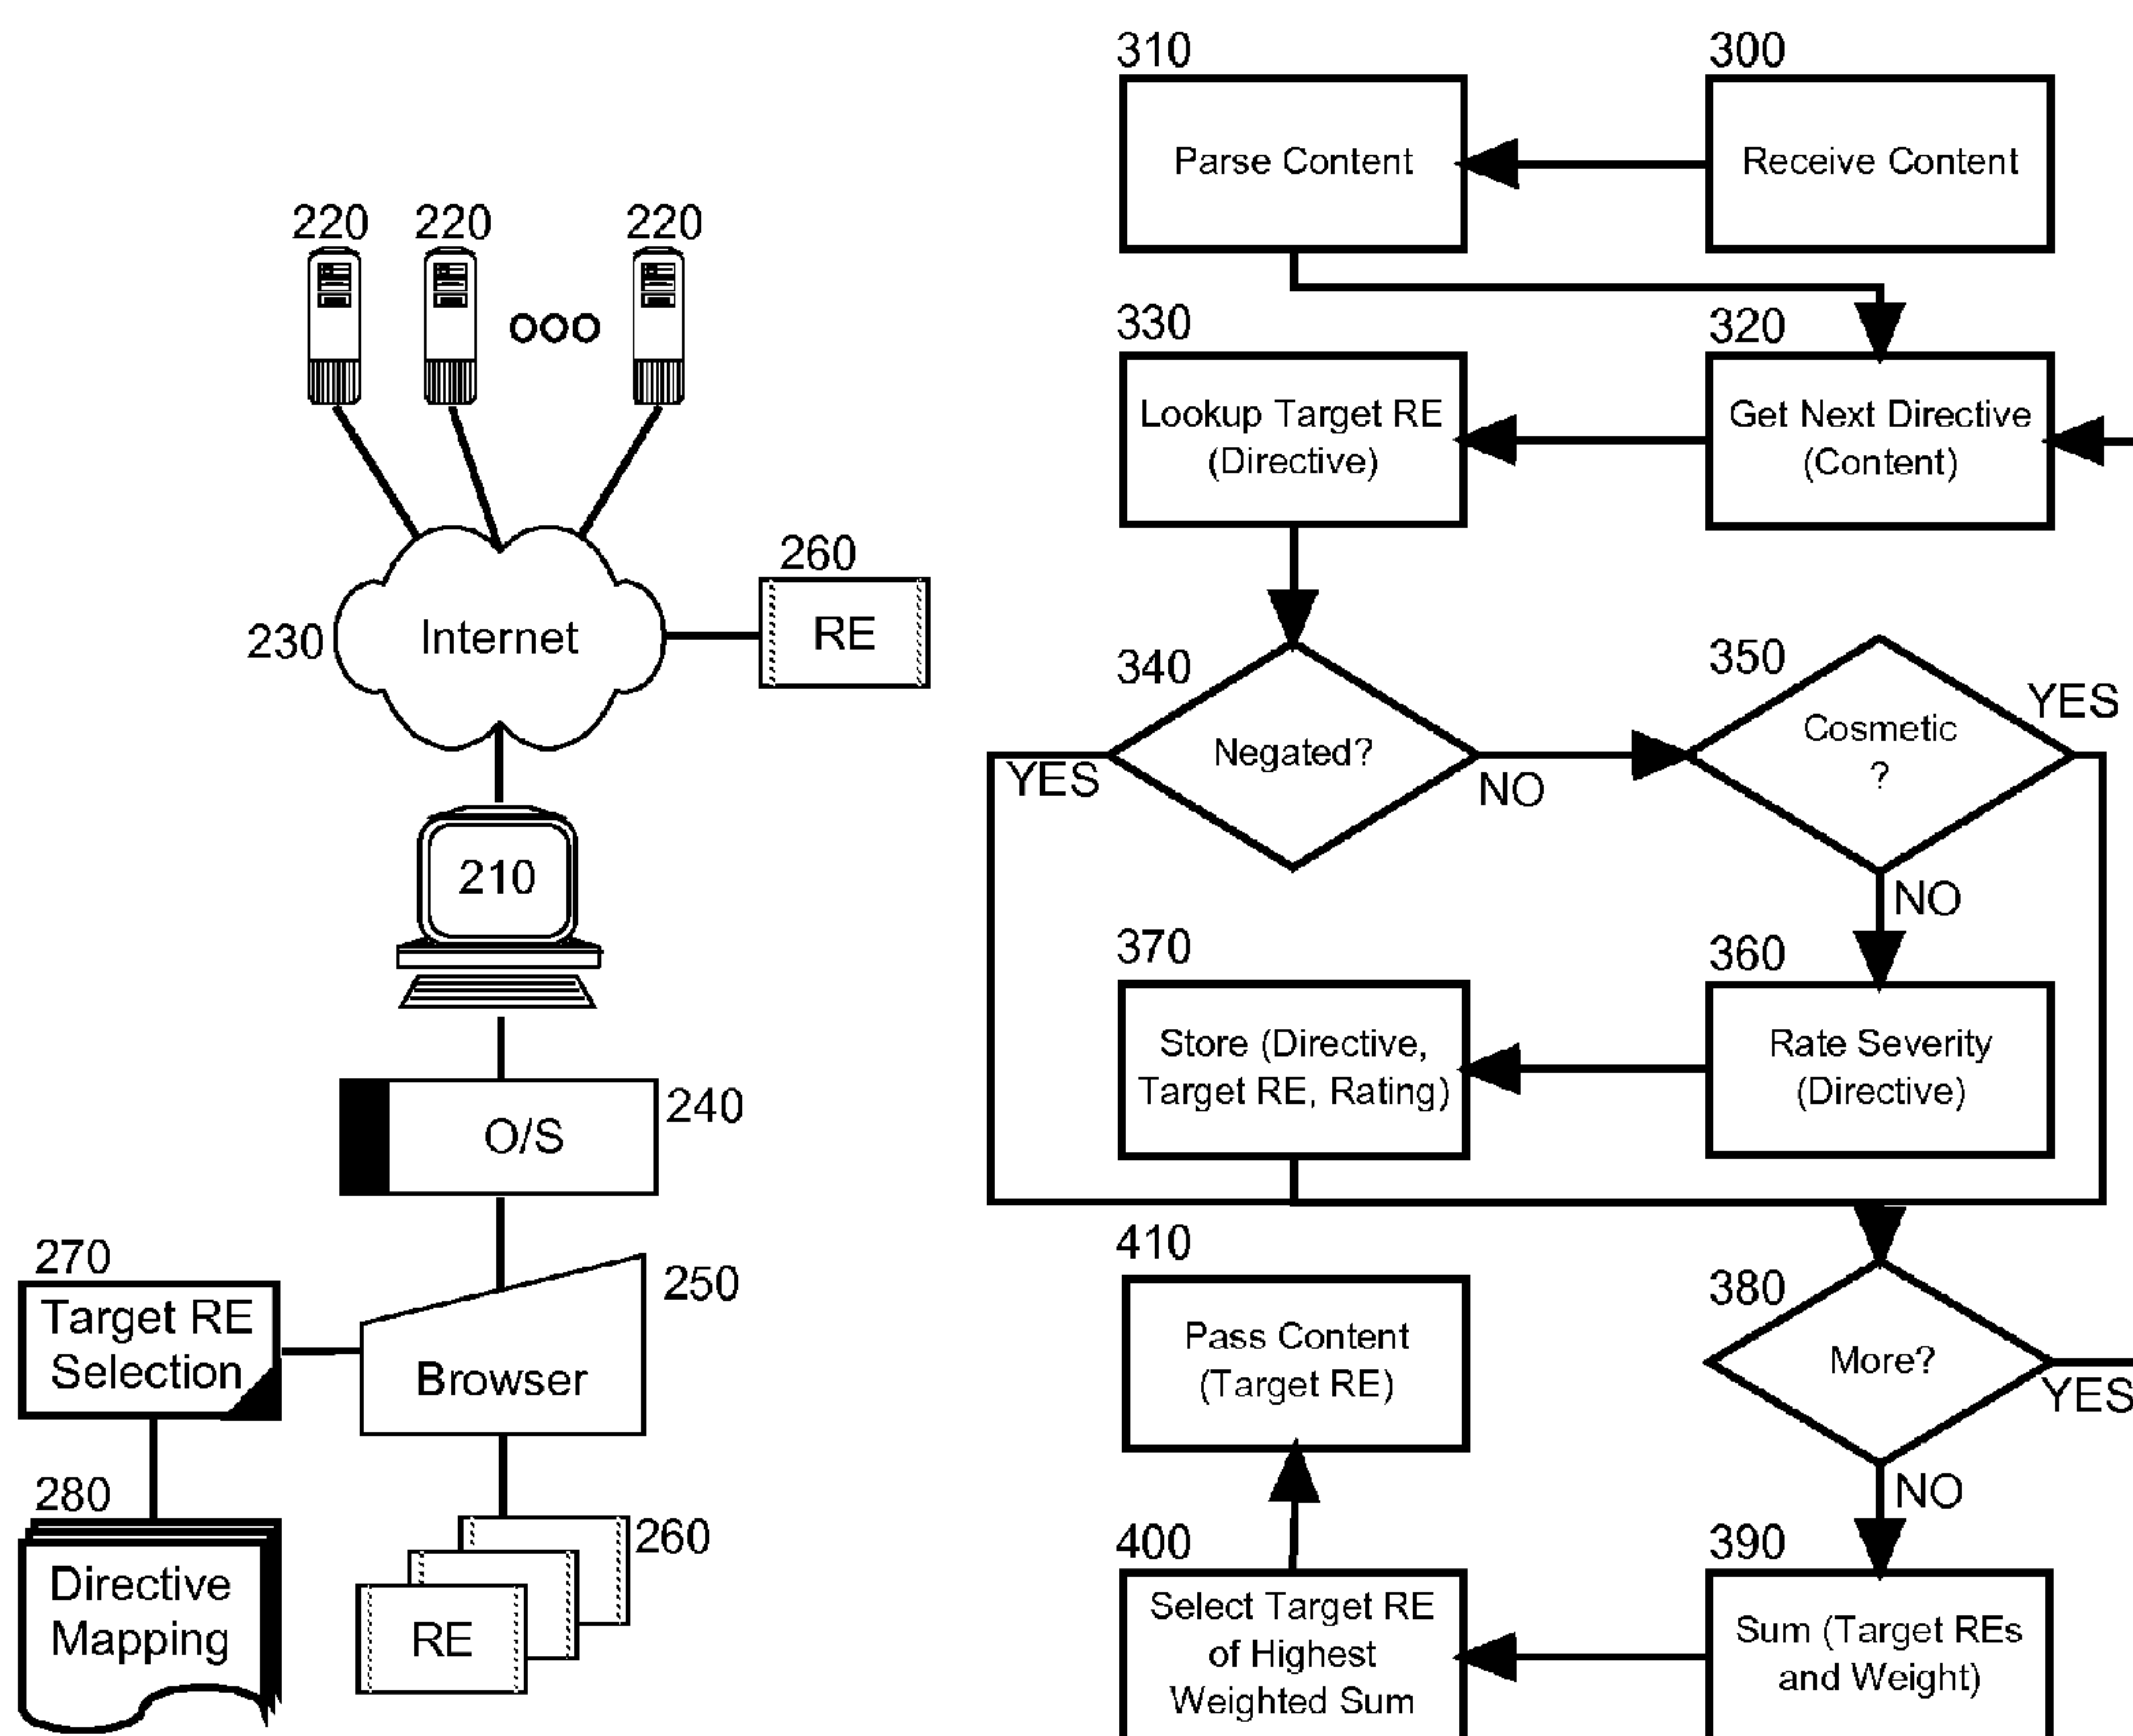 220 220 220
ooo
260
RE
Internet
230
210
O/S
240
270
Target RE
Selection
250
Browser
280
Directive
Mapping
260
RE
310
Parse Content
300
Receive Content
330
Lookup Target RE
(Directive)
320
Get Next Directive
(Content)
340
Negated?
YES
NO
350
Cosmetic
?
YES
NO
370
Store (Directive,
Target RE, Rating)
360
Rate Severity
(Directive)
410
Pass Content
(Target RE)
380
More?
YES
NO
400
Select Target RE
of Highest
Weighted Sum
390
Sum (Target REs
and Weight)